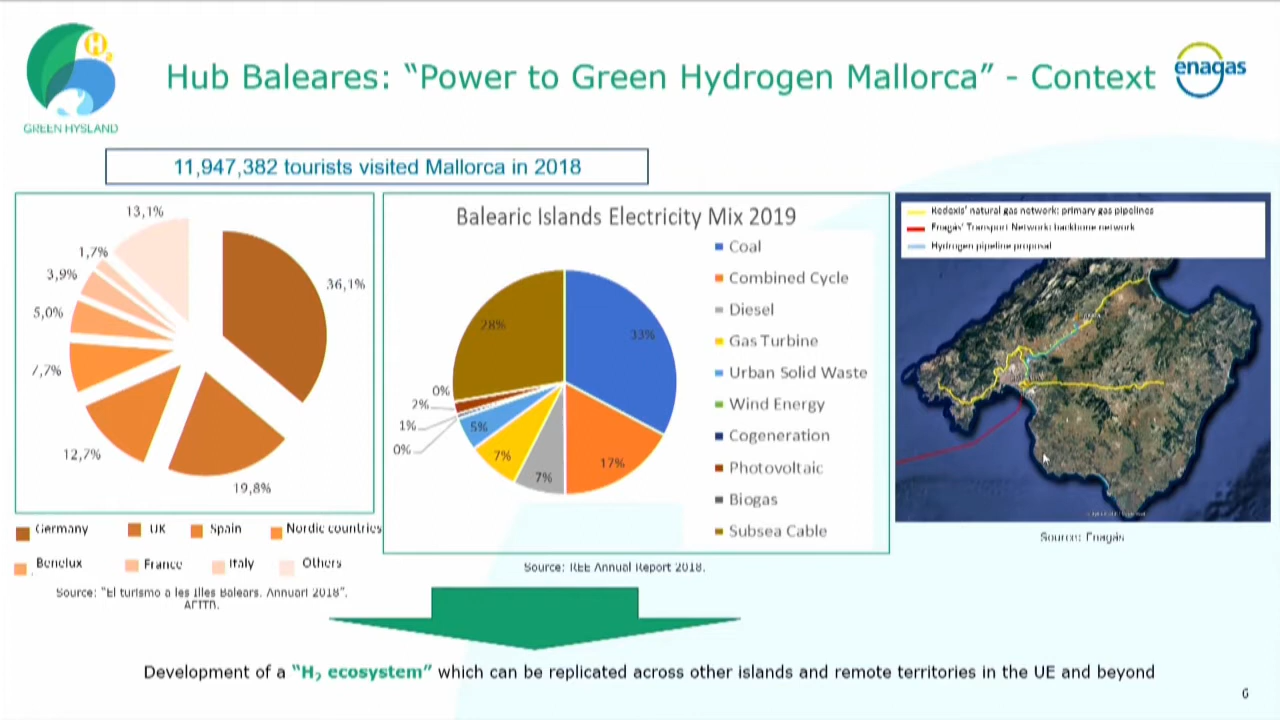 H2
GREEN HYSLAND
Hub Baleares: “Power to Green Hydrogen Mallorca” - Context
enagas
11,947,382 tourists visited Mallorca in 2018
13,1%
1,7%
3,9%
5,0%
7,7%
12,7%
19,8%
36,1%
Germany
UK
Spain
Nordic countries
Benelux
France
Italy
Others
Source: "El turismo a les Illes Balears. Annuari 2018".
Balearic Islands Electricity Mix 2019
28%
33%
0%
2%
1%
0%
5%
7%
7%
17%
Coal
Combined Cycle
Diesel
Gas Turbine
Urban Solid Waste
Wind Energy
Cogeneration
Photovoltaic
Biogas
Subsea Cable
Source: REE Annual Report 2018.
Redexis' natural gas network: primary gas pipelines
Enagás' Transport Network: backbone network
Hydrogen pipeline proposal
Source: Enagás
Development of a “H₂ ecosystem” which can be replicated across other islands and remote territories in the UE and beyond
6